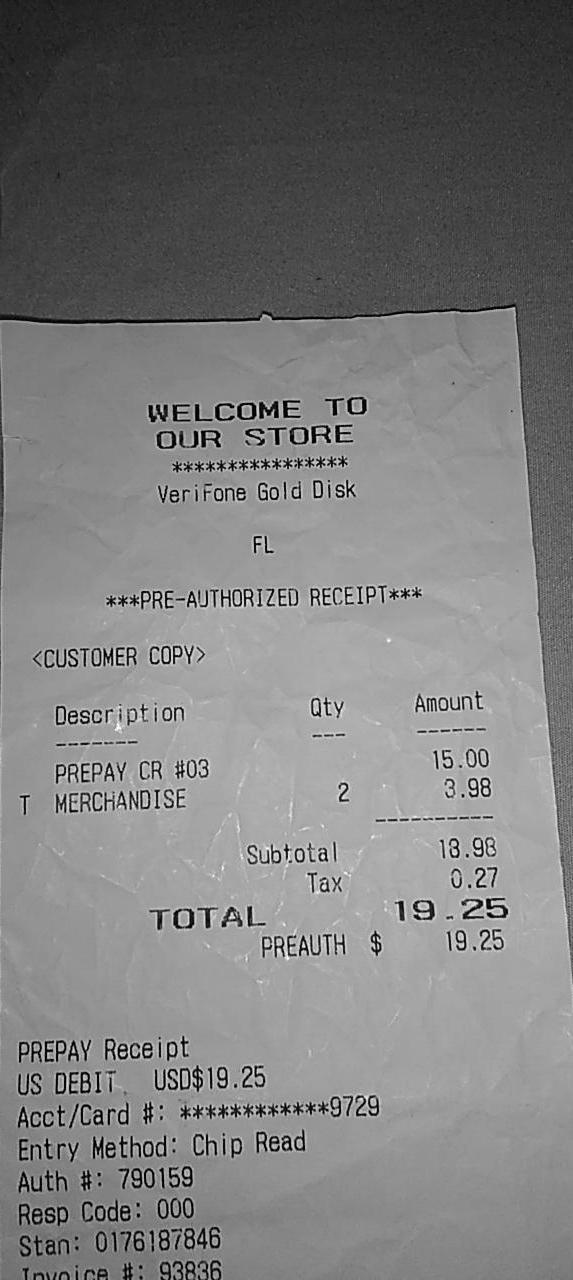 WELCOME TO
OUR STORE
****************
VeriFone Gold Disk
FL
***PRE-AUTHORIZED RECEIPT***
<CUSTOMER COPY>
Description Qty Amount
------- --- ------
PREPAY CR #03 15.00
T MERCHANDISE 2 3.98
----------
Subtotal 18.98
Tax 0.27
TOTAL 19.25
PREAUTH $ 19.25
PREPAY Receipt
US DEBIT USD$19.25
Acct/Card #: ************9729
Entry Method: Chip Read
Auth #: 790159
Resp Code: 000
Stan: 0176187846
Invoice #: 93836